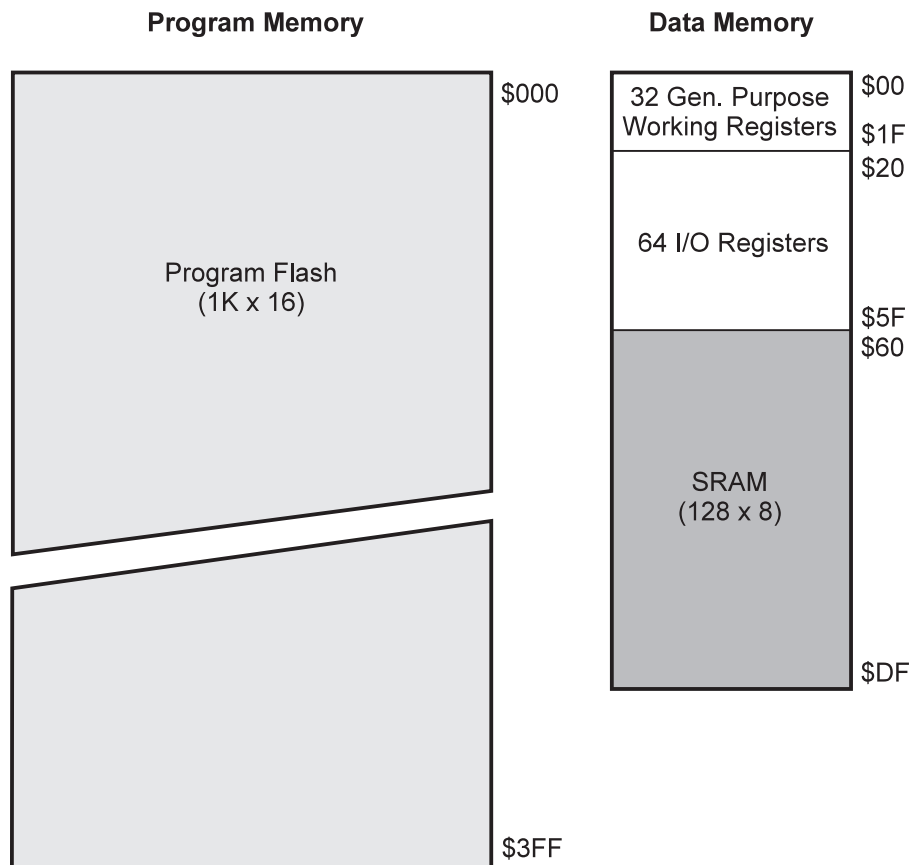 Program Memory
$000
Program Flash
(1K x 16)
$3FF
Data Memory
32 Gen. Purpose
Working Registers
$00
$1F
$20
64 I/O Registers
$5F
$60
SRAM
(128 x 8)
$DF